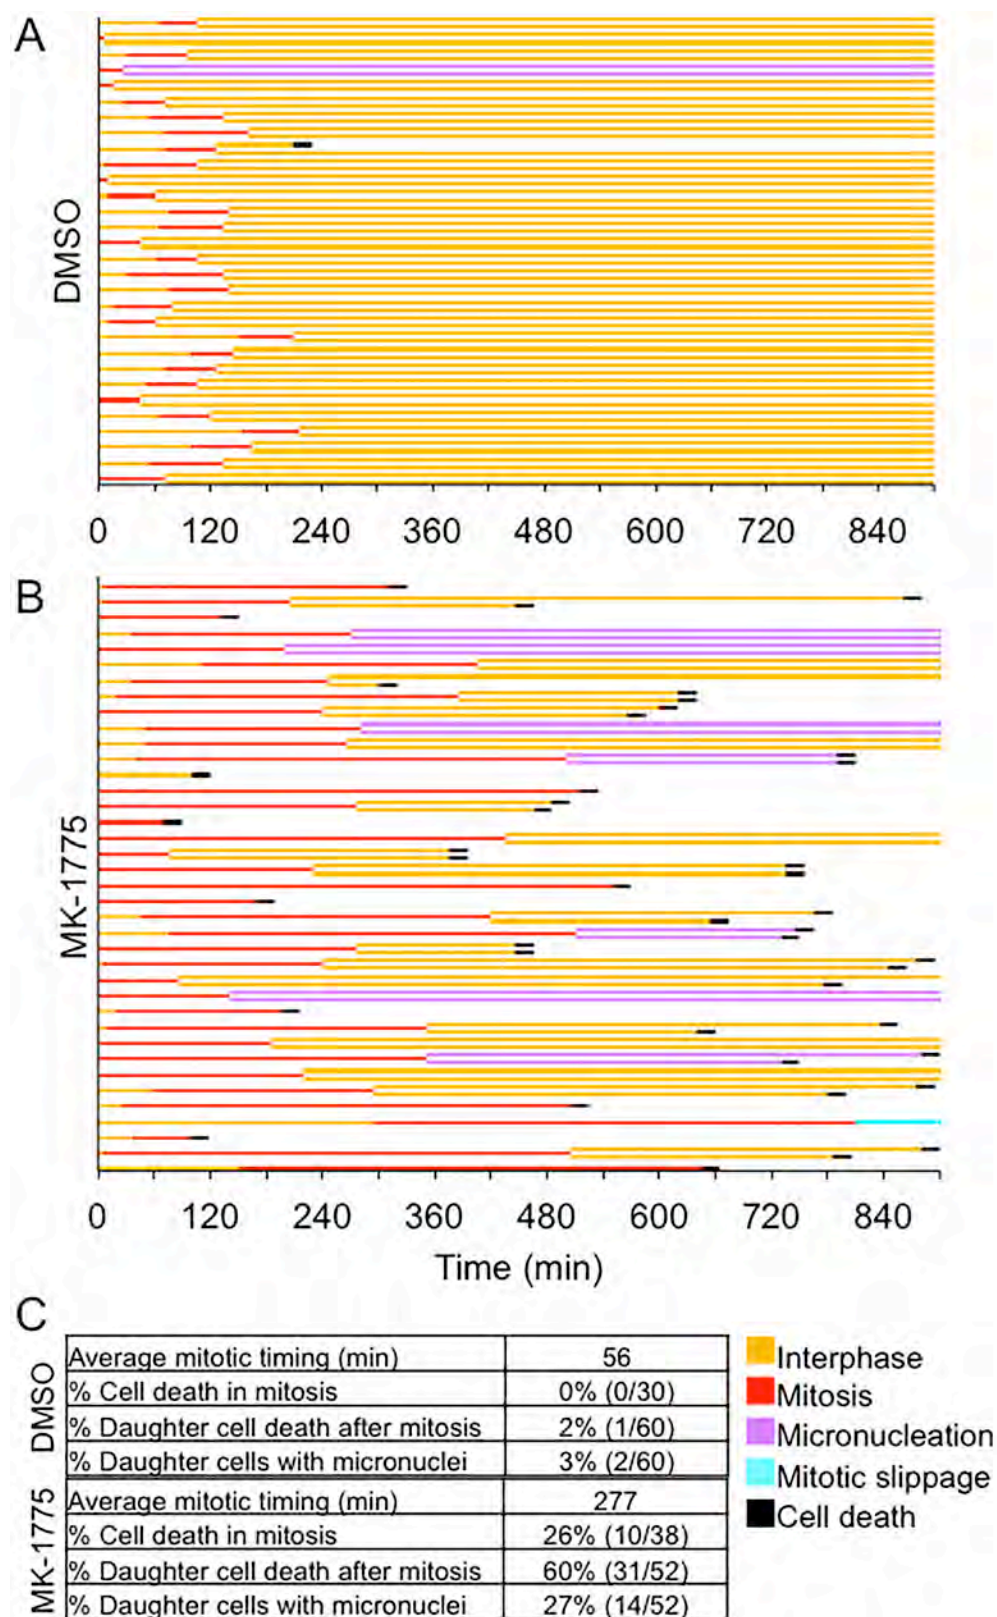 A
DMSO
0 120 240 360 480 600 720 840
B
MK-1775
0 120 240 360 480 600 720 840
Time (min)
C
DMSO
Average mitotic timing (min) 56
% Cell death in mitosis 0% (0/30)
% Daughter cell death after mitosis 2% (1/60)
% Daughter cells with micronuclei 3% (2/60)
MK-1775
Average mitotic timing (min) 277
% Cell death in mitosis 26% (10/38)
% Daughter cell death after mitosis 60% (31/52)
% Daughter cells with micronuclei 27% (14/52)
Interphase
Mitosis
Micronucleation
Mitotic slippage
Cell death